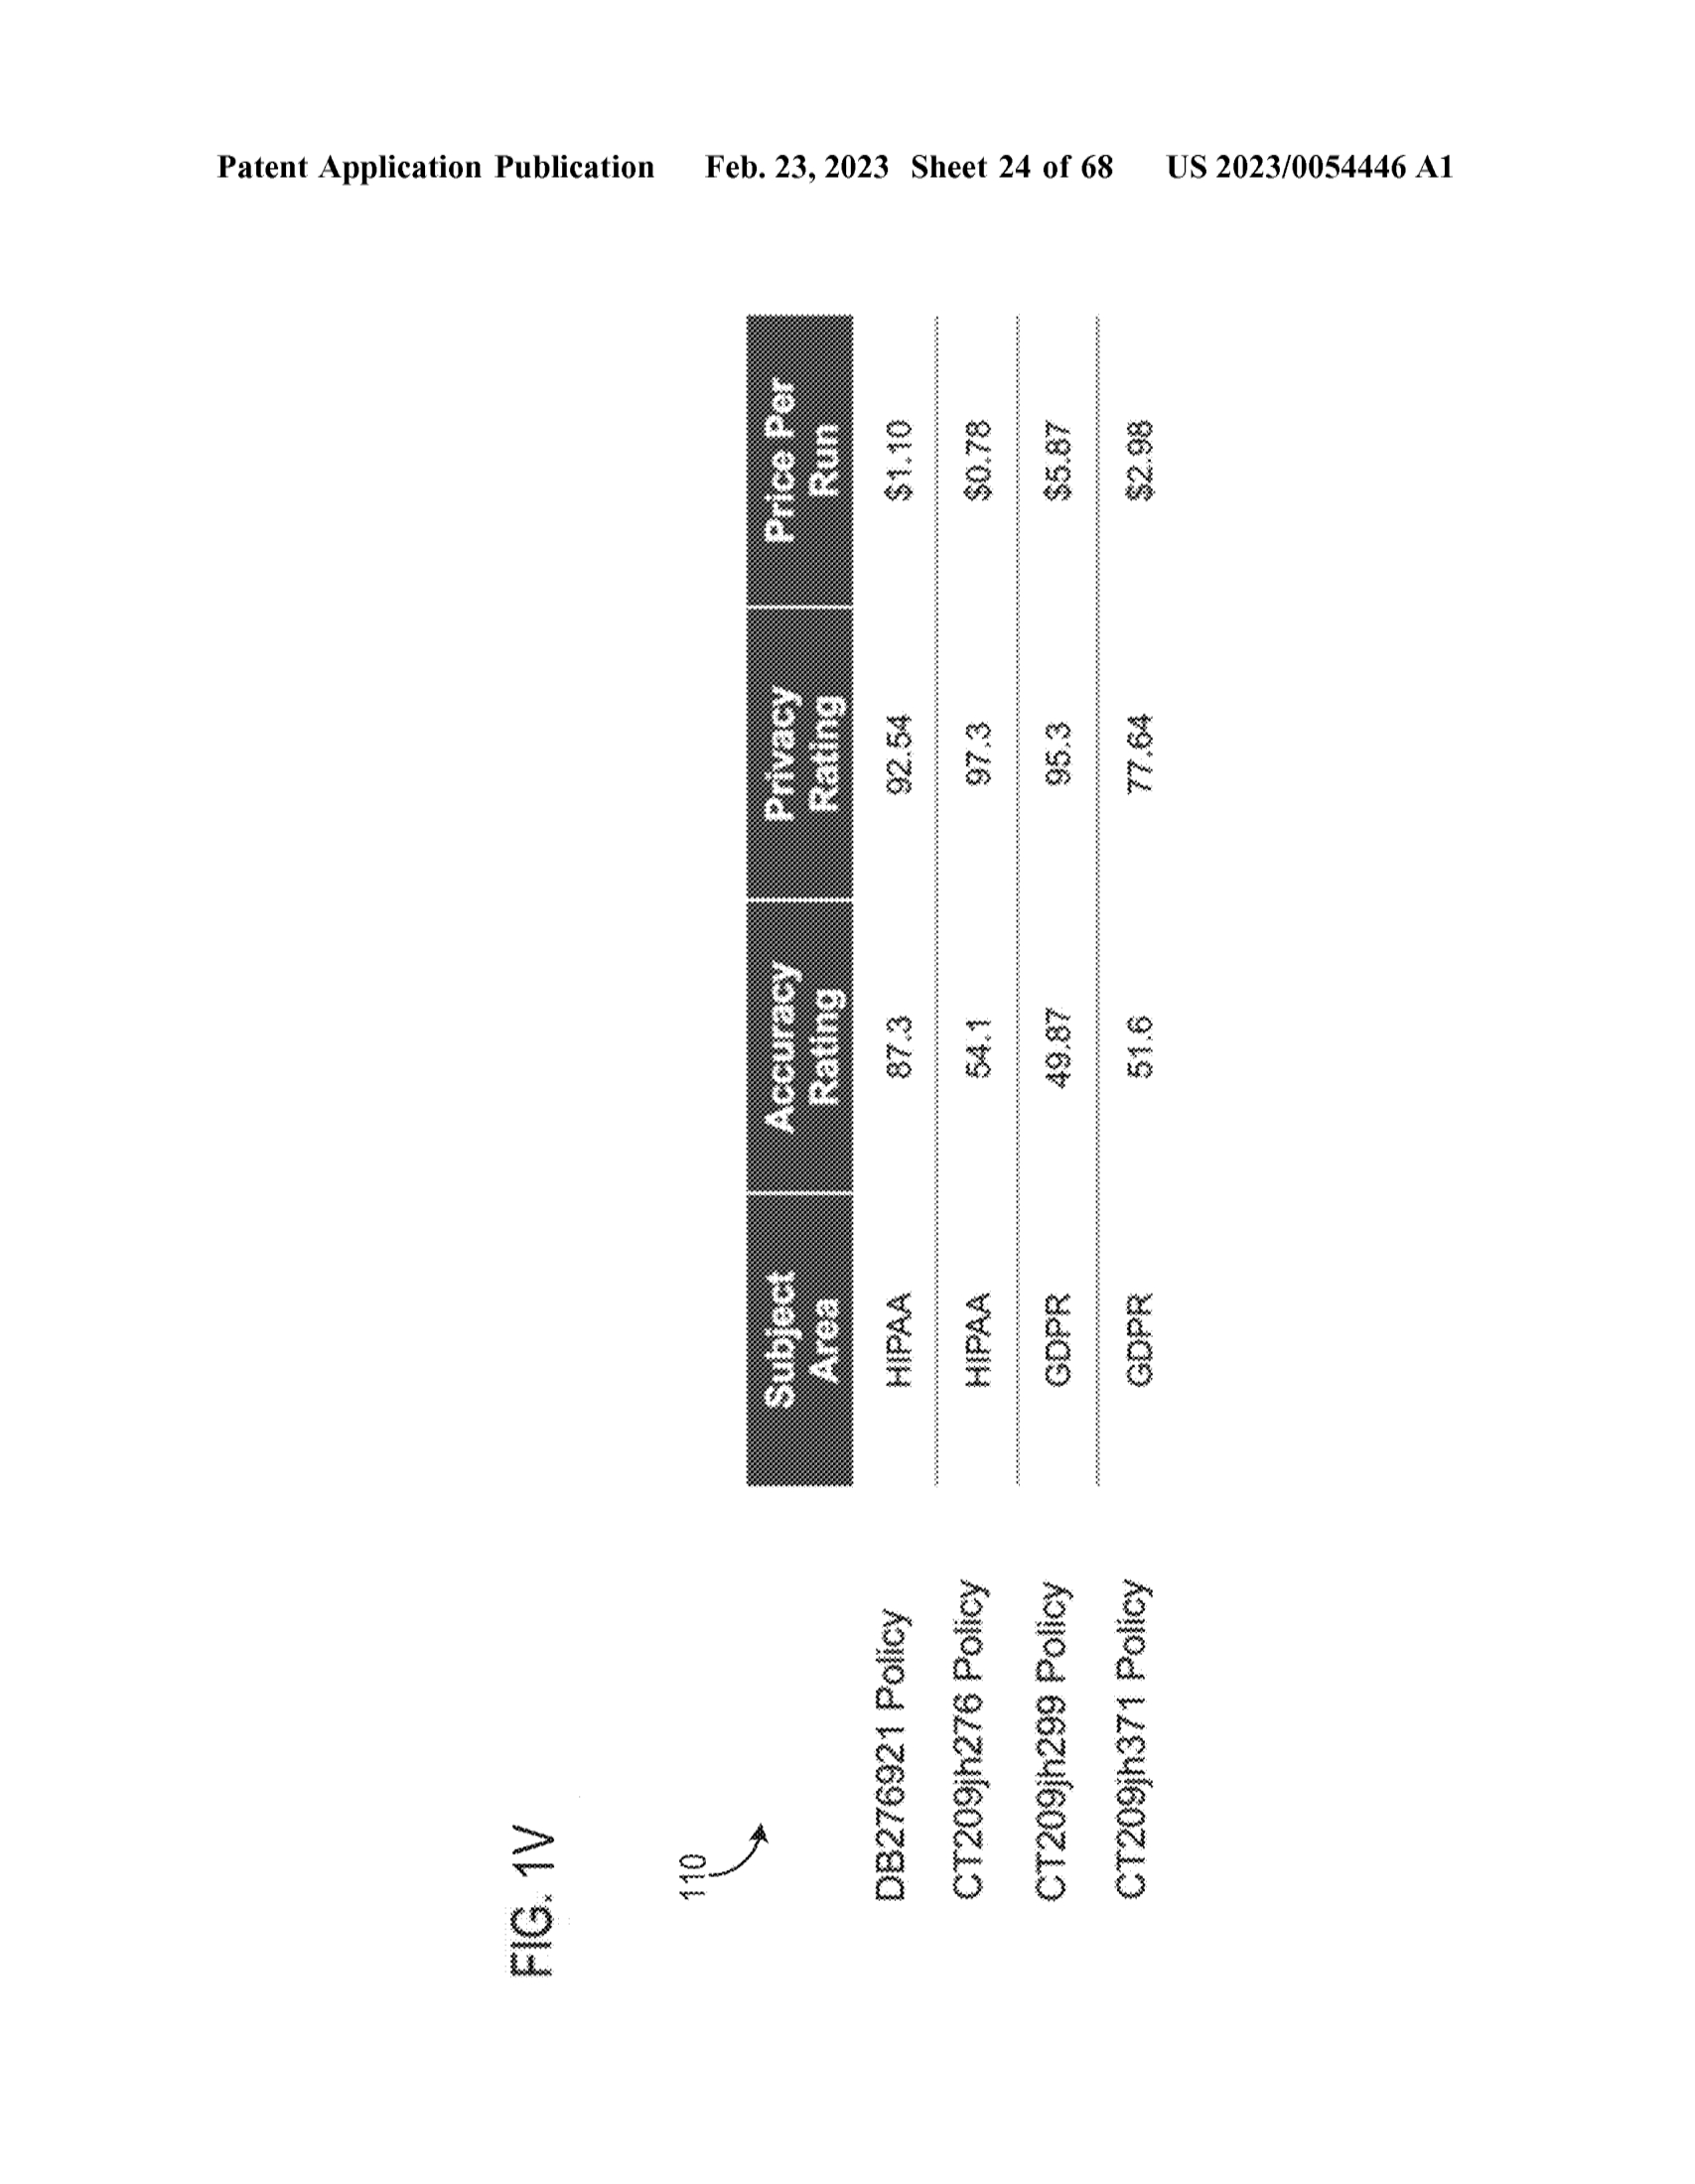 Patent Application Publication Feb. 23, 2023 Sheet 24 of 68 US 2023/0054446 A1
FIG. 1V
110
Subject Area Accuracy Rating Privacy Rating Price Per Run
DB276921 Policy HIPAA 87.3 92.54 $1.10
CT209jh276 Policy HIPAA 54.1 97.3 $0.78
CT209jh299 Policy GDPR 49.87 95.3 $5.87
CT209jh371 Policy GDPR 51.6 77.64 $2.98